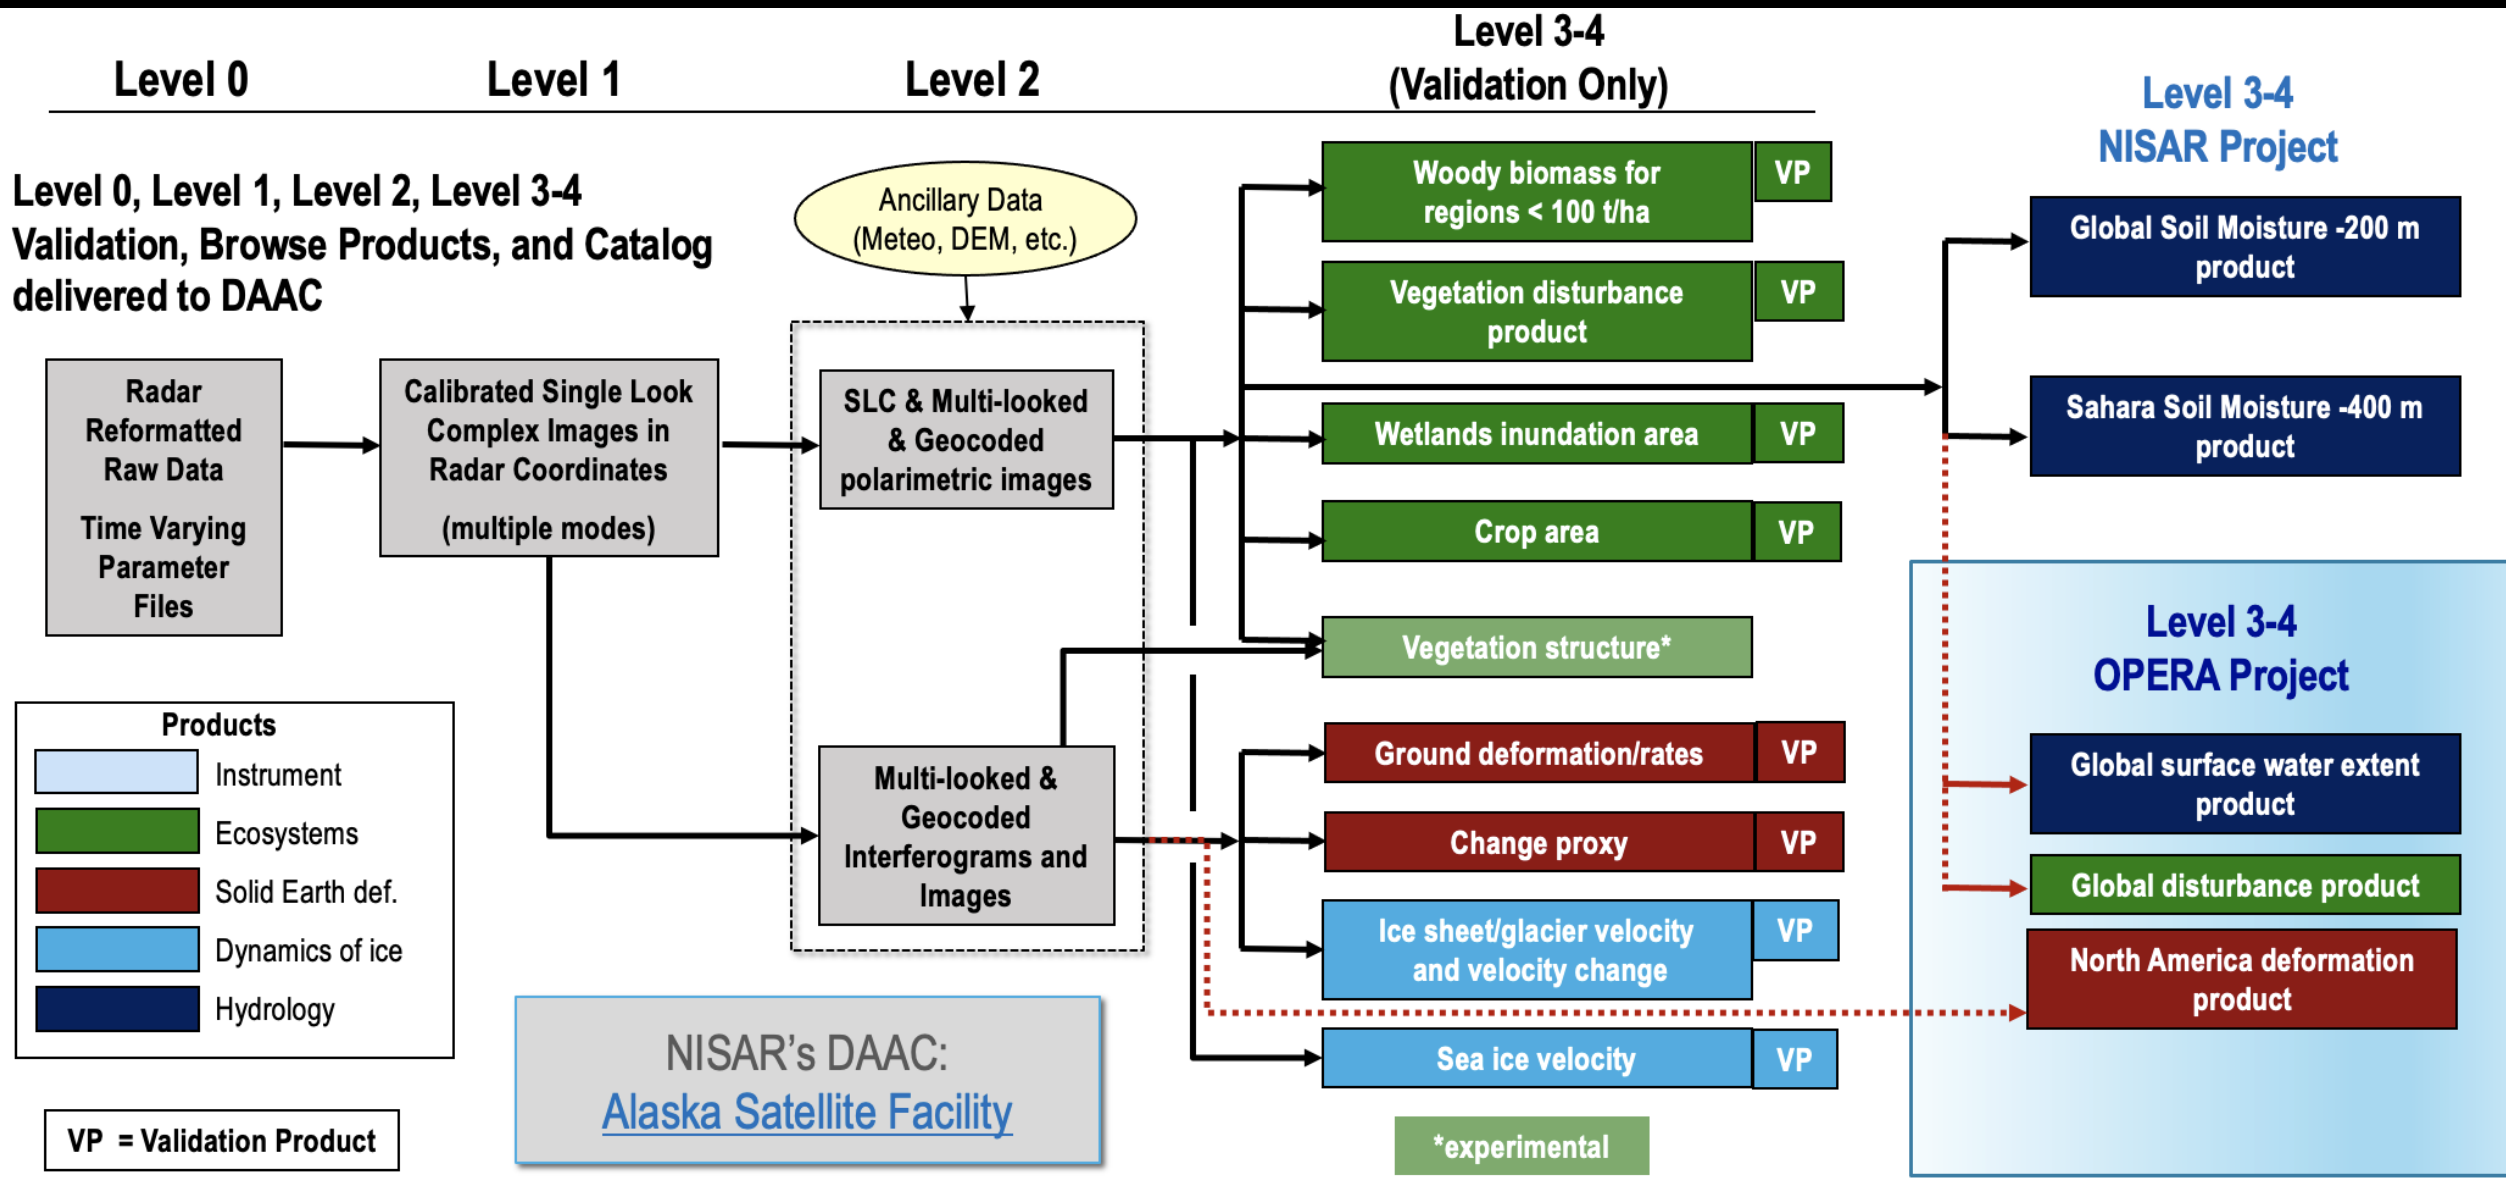 Level 0
Level 1
Level 2
Level 3-4
(Validation Only)
Level 3-4
NISAR Project
Level 0, Level 1, Level 2, Level 3-4
Validation, Browse Products, and Catalog
delivered to DAAC
Ancillary Data
(Meteo, DEM, etc.)
Radar
Reformatted
Raw Data
Time Varying
Parameter
Files
Calibrated Single Look
Complex Images in
Radar Coordinates
(multiple modes)
SLC & Multi-looked
& Geocoded
polarimetric images
Multi-looked &
Geocoded
Interferograms and
Images
Woody biomass for
regions < 100 t/ha
VP
Vegetation disturbance
product
VP
Wetlands inundation area
VP
Crop area
VP
Vegetation structure*
Ground deformation/rates
VP
Change proxy
VP
Ice sheet/glacier velocity
and velocity change
VP
Sea ice velocity
VP
*experimental
Global Soil Moisture -200 m
product
Sahara Soil Moisture -400 m
product
Level 3-4
OPERA Project
Global surface water extent
product
Global disturbance product
North America deformation
product
Products
Instrument
Ecosystems
Solid Earth def.
Dynamics of ice
Hydrology
VP = Validation Product
NISAR’s DAAC:
Alaska Satellite Facility